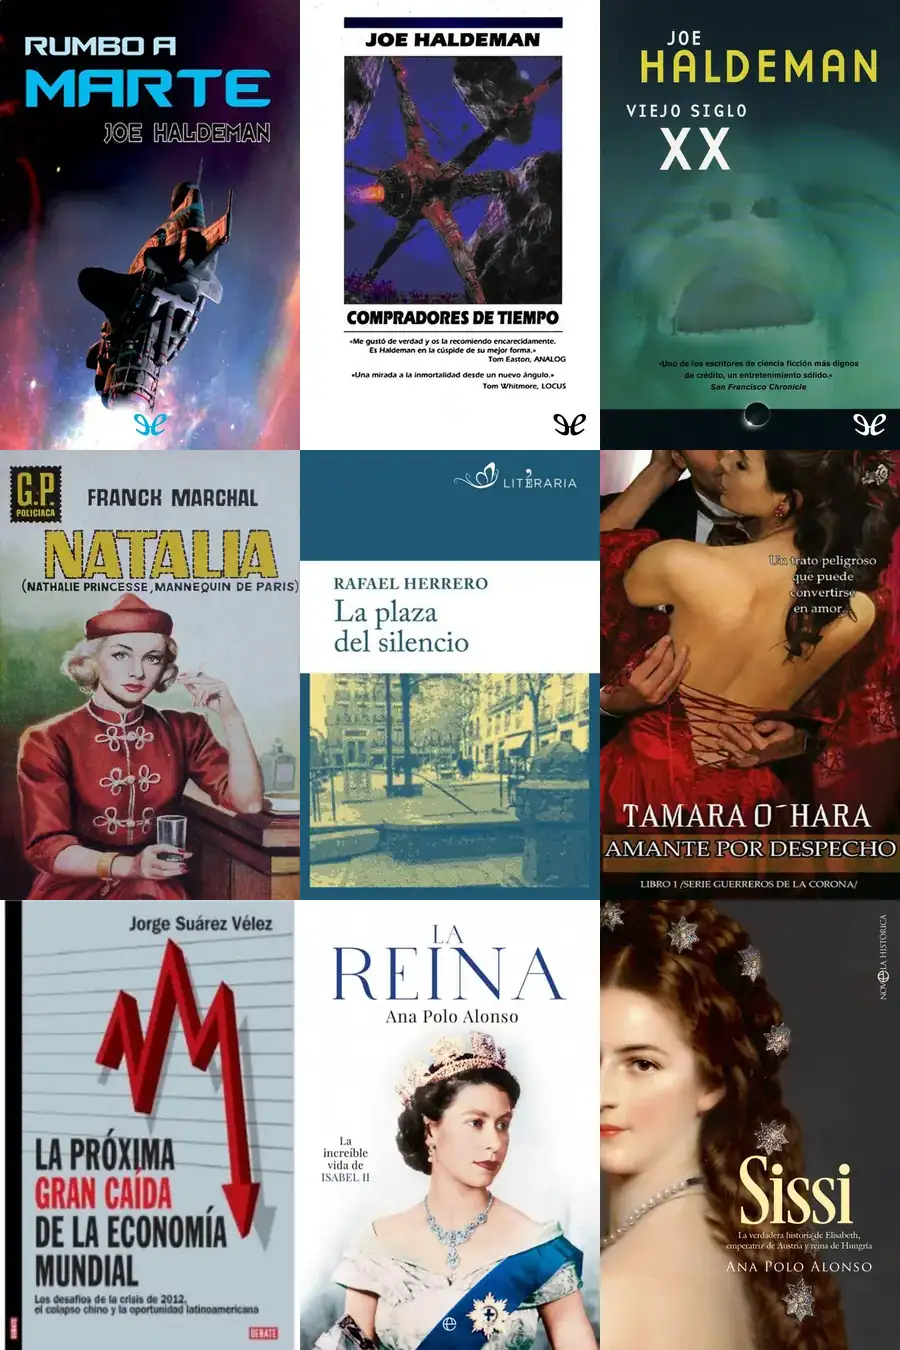 RUMBO A
MARTE
JOE HALDEMAN
JOE HALDEMAN
COMPRADORES DE TIEMPO
«Me gustó de verdad y os la recomiendo encarecidamente.
Es Haldeman en la cúspide de su mejor forma.»
Tom Easton, ANALOG
«Una mirada a la inmortalidad desde un nuevo ángulo.»
Tom Whitmore, LOCUS
JOE
HALDEMAN
VIEJO SIGLO
XX
«Uno de los escritores de ciencia ficción más dignos
de crédito, un entretenimiento sólido.»
San Francisco Chronicle
G.P.
POLICIACA
FRANCK MARCHAL
NATALIA
(NATHALIE PRINCESSE, MANNEQUIN DE PARIS)
LITERARIA
RAFAEL HERRERO
La plaza
del silencio
Un trato peligroso
que puede
convertirse
en amor...
TAMARA O´HARA
AMANTE POR DESPECHO
LIBRO 1 /SERIE GUERREROS DE LA CORONA/
Jorge Suárez Vélez
LA PRÓXIMA
GRAN CAÍDA
DE LA ECONOMÍA
MUNDIAL
Los desafíos de la crisis de 2012,
el colapso chino y la oportunidad latinoamericana
DEBATE
DEBATE
LA
REINA
Ana Polo Alonso
La
increíble
vida de
ISABEL II
NOVELA HISTÓRICA
Sissi
La verdadera historia de Elisabeth,
emperatriz de Austria y reina de Hungría
ANA POLO ALONSO